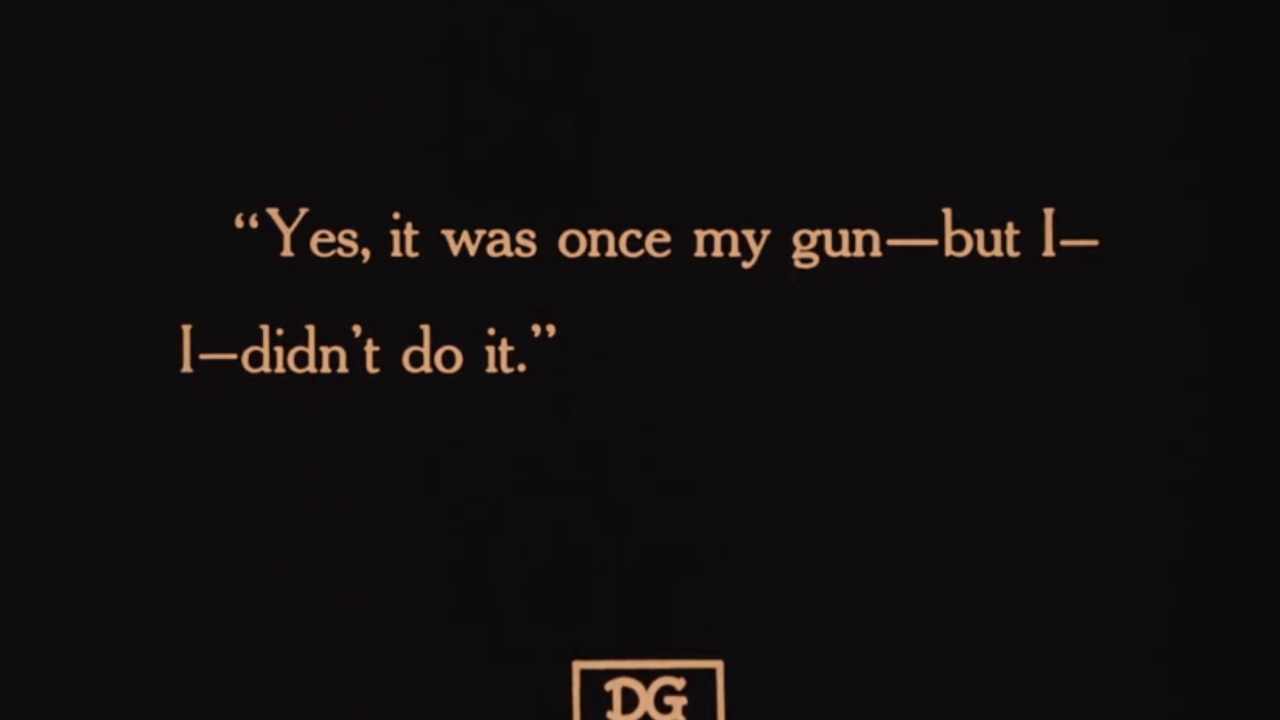 “Yes, it was once my gun—but I—
I—didn’t do it.”
DG